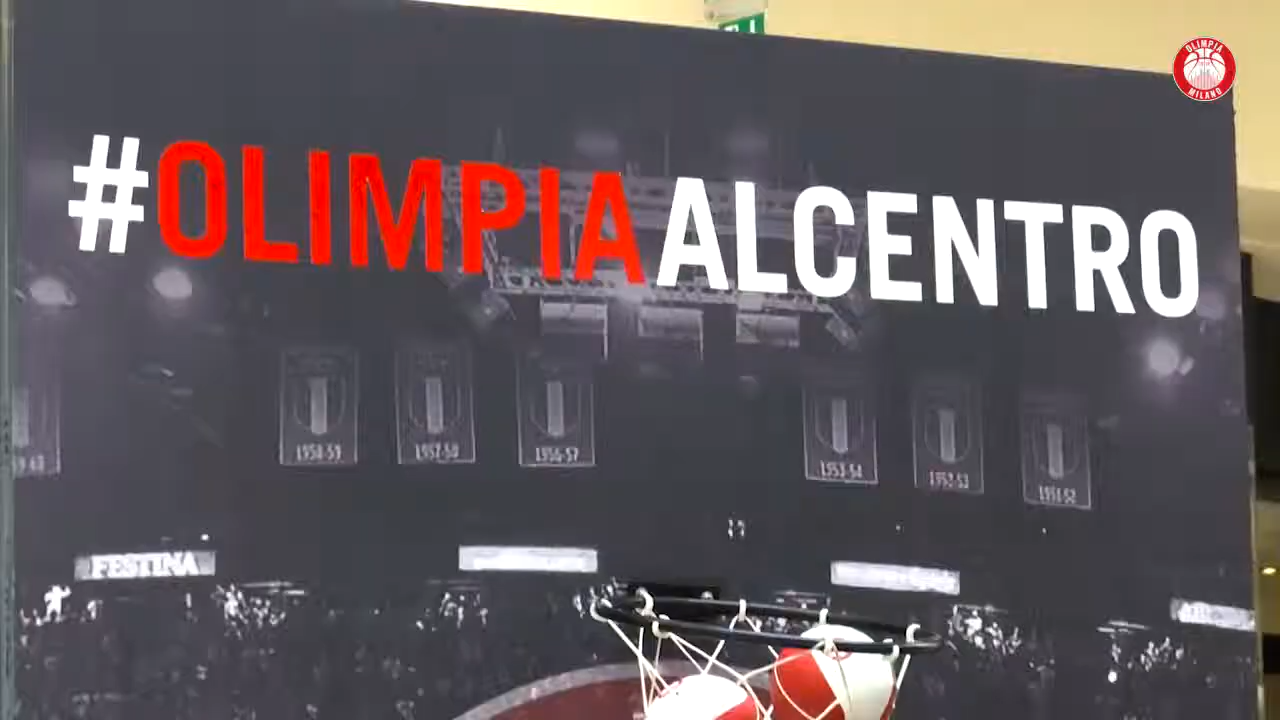 OLIMPIA
MILANO
#OLIMPIAALCENTRO
1958-59
1957-58
1956-57
1953-54
1952-53
1951-52
FESTINA